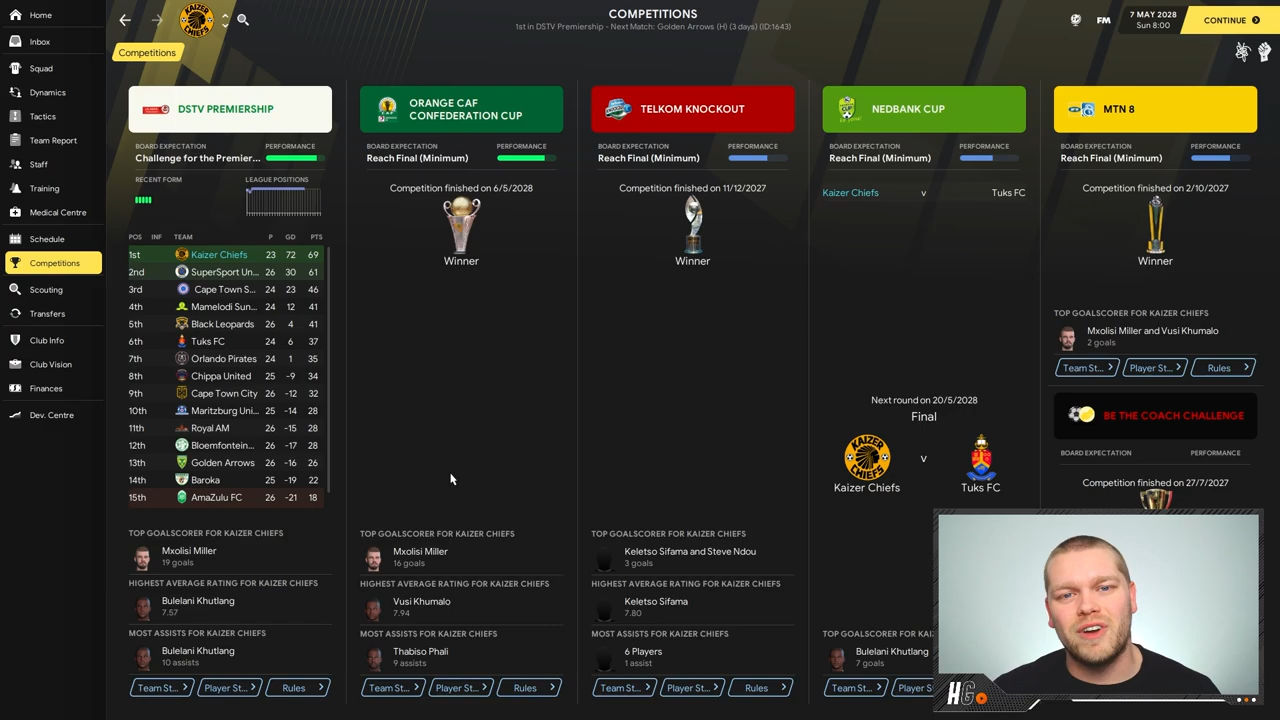 Home
Inbox
Squad
Dynamics
Tactics
Team Report
Staff
Training
Medical Centre
Schedule
Competitions
Scouting
Transfers
Club Info
Club Vision
Finances
Dev. Centre
COMPETITIONS
1st in DSTV Premiership - Next Match: Golden Arrows (H) (3 days) (ID:1643)
FM
7 MAY 2028
Sun 8:00
CONTINUE
Competitions
DSTV PREMIERSHIP
BOARD EXPECTATION PERFORMANCE
Challenge for the Premier...
RECENT FORM LEAGUE POSITIONS
POS INF TEAM P GD PTS
1st Kaizer Chiefs 23 72 69
2nd SuperSport Un... 26 30 61
3rd Cape Town S... 24 23 46
4th Mamelodi Sun... 24 12 41
5th Black Leopards 26 4 41
6th Tuks FC 24 6 37
7th Orlando Pirates 24 1 35
8th Chippa United 25 -9 34
9th Cape Town City 26 -12 32
10th Maritzburg Uni... 25 -14 28
11th Royal AM 26 -15 28
12th Bloemfontein... 26 -17 28
13th Golden Arrows 26 -16 26
14th Baroka 25 -19 22
15th AmaZulu FC 26 -21 18
TOP GOALSCORER FOR KAIZER CHIEFS
Mxolisi Miller
19 goals
HIGHEST AVERAGE RATING FOR KAIZER CHIEFS
Bulelani Khutlang
7.57
MOST ASSISTS FOR KAIZER CHIEFS
Bulelani Khutlang
10 assists
Team St... Player St... Rules
ORANGE CAF
CONFEDERATION CUP
BOARD EXPECTATION PERFORMANCE
Reach Final (Minimum)
Competition finished on 6/5/2028
Winner
TOP GOALSCORER FOR KAIZER CHIEFS
Mxolisi Miller
16 goals
HIGHEST AVERAGE RATING FOR KAIZER CHIEFS
Vusi Khumalo
7.94
MOST ASSISTS FOR KAIZER CHIEFS
Thabiso Phali
9 assists
Team St... Player St... Rules
TELKOM KNOCKOUT
BOARD EXPECTATION PERFORMANCE
Reach Final (Minimum)
Competition finished on 11/12/2027
Winner
TOP GOALSCORER FOR KAIZER CHIEFS
Keletso Sifama and Steve Ndou
3 goals
HIGHEST AVERAGE RATING FOR KAIZER CHIEFS
Keletso Sifama
7.80
MOST ASSISTS FOR KAIZER CHIEFS
6 Players
1 assist
Team St... Player St... Rules
NEDBANK CUP
BOARD EXPECTATION PERFORMANCE
Reach Final (Minimum)
Kaizer Chiefs v Tuks FC
Next round on 20/5/2028
Final
KAIZER CHIEFS
v
Kaizer Chiefs Tuks FC
TOP GOALSCORER FOR KAI
Bulelani Khutlang
7 goals
Team St... Player S
MTN 8
BOARD EXPECTATION PERFORMANCE
Reach Final (Minimum)
Competition finished on 2/10/2027
Winner
TOP GOALSCORER FOR KAIZER CHIEFS
Mxolisi Miller and Vusi Khumalo
2 goals
Team St... Player St... Rules
BE THE COACH CHALLENGE
BOARD EXPECTATION PERFORMANCE
Competition finished on 27/7/2027
HG